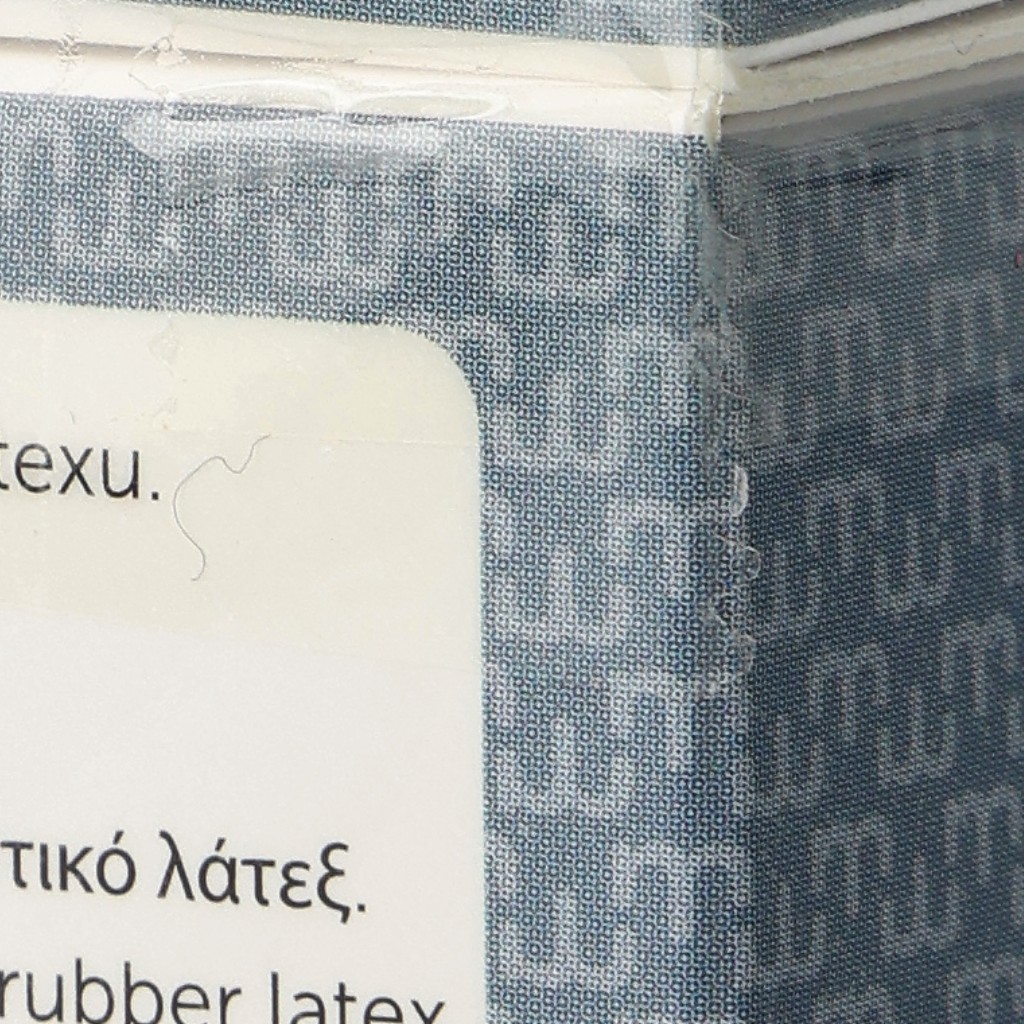 texu.
τικό λάτεξ.
rubber latex